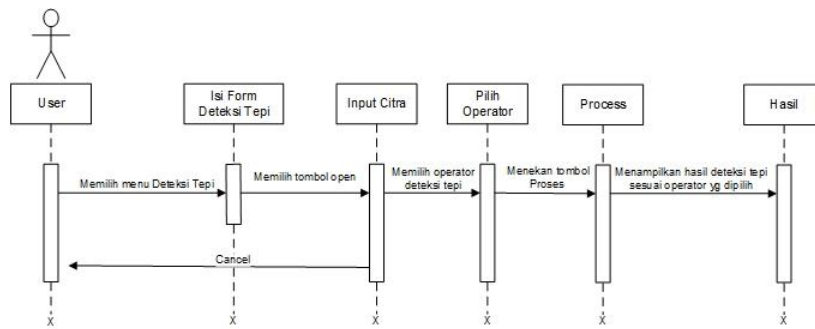 User
Isi Form
Deteksi Tepi
Input Citra
Pilih
Operator
Process
Hasil
Memilih menu Deteksi Tepi
Memilih tombol open
Memilih operator
deteksi tepi
Menekan tombol
Proses
Menampilkan hasil deteksi tepi
sesuai operator yg dipilih
Cancel
X
X
X
X
X
X